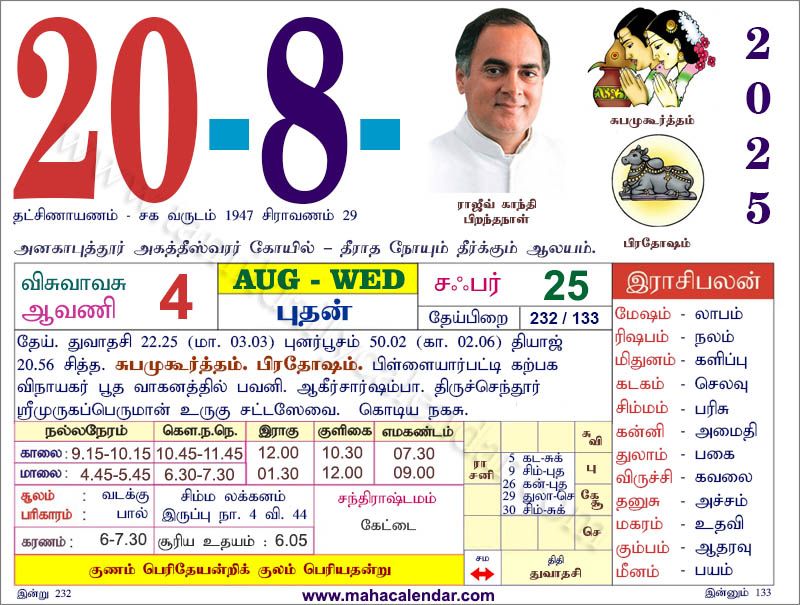 20-8-
2025
சுபமுகூர்த்தம்
ராஜீவ் காந்தி
பிறந்தநாள்
பிரதோஷம்
தட்சிணாயணம் - சக வருடம் 1947 சிராவணம் 29
அனகாபுத்தூர் அகத்தீஸ்வரர் கோயில் – தீராத நோயும் தீர்க்கும் ஆலயம்.
விசுவாவசு
ஆவணி 4
AUG - WED
புதன்
சஃபர் 25
தேய்பிறை 232 / 133
தேய். துவாதசி 22.25 (மா. 03.03) புனர்பூசம் 50.02 (கா. 02.06) தியாஜ்
20.56 சித்த. சுபமுகூர்த்தம். பிரதோஷம். பிள்ளையார்பட்டி கற்பக
விநாயகர் பூத வாகனத்தில் பவனி. ஆகீர்சார்ஷம்பா. திருச்செந்தூர்
ஸ்ரீமுருகப்பெருமான் உருகு சட்டஸேவை. கொடிய நகசு.
இராசிபலன்
மேஷம் - லாபம்
ரிஷபம் - நலம்
மிதுனம் - களிப்பு
கடகம் - செலவு
சிம்மம் - பரிசு
கன்னி - அமைதி
துலாம் - பகை
விருச்சி - கவலை
தனுசு - அச்சம்
மகரம் - உதவி
கும்பம் - ஆதரவு
மீனம் - பயம்
நல்லநேரம் கௌ.ந.நெ. இராகு குளிகை எமகண்டம்
காலை: 9.15-10.15 10.45-11.45 12.00 10.30 07.30
மாலை: 4.45-5.45 6.30-7.30 01.30 12.00 09.00
சூலம் : வடக்கு
பரிகாரம் : பால்
சிம்ம லக்கனம்
இருப்பு நா. 4 வி. 44
சந்திராஷ்டமம்
கேட்டை
கரணம் : 6-7.30
சூரிய உதயம் : 6.05
சு வி
ரா சனி
பு
கே சூ
செ
5 கட-சுக்
9 சிம்-புத
26 கன்-புத
29 துலா-செ
30 சிம்-சுக்
குணம் பெரிதேயன்றிக் குலம் பெரியதன்று
சம
திதி
துவாதசி
இன்று 232
www.mahacalendar.com
இன்னும் 133